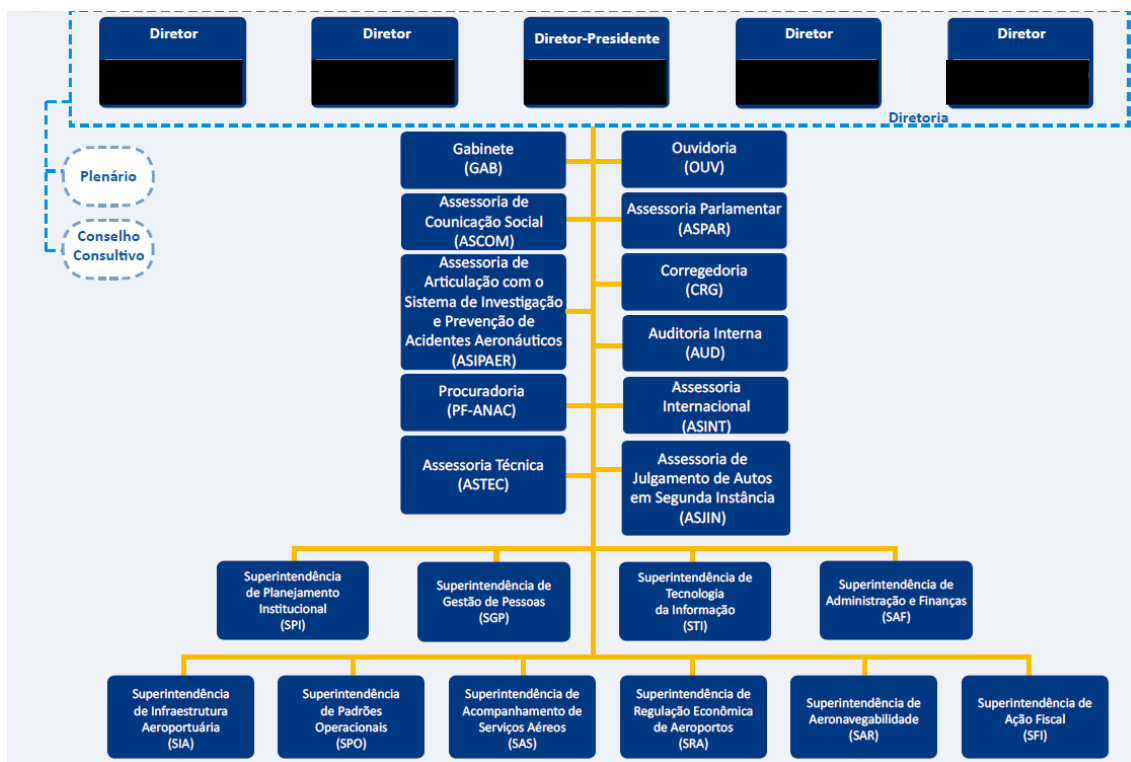 Diretor
Diretor
Diretor-Presidente
Diretor
Diretor
Diretoria
Plenário
Conselho
Consultivo
Gabinete
(GAB)
Ouvidoria
(OUV)
Assessoria de
Counicação Social
(ASCOM)
Assessoria Parlamentar
(ASPAR)
Assessoria de
Articulação com o
Sistema de Investigação
e Prevenção de
Acidentes Aeronáuticos
(ASIPAER)
Corregedoria
(CRG)
Auditoria Interna
(AUD)
Procuradoria
(PF-ANAC)
Assessoria
Internacional
(ASINT)
Assessoria Técnica
(ASTEC)
Assessoria de
Julgamento de Autos
em Segunda Instância
(ASJIN)
Superintendência
de Planejamento
Institucional
(SPI)
Superintendência de
Gestão de Pessoas
(SGP)
Superintendência de
Tecnologia
da Informação
(STI)
Superintendência de
Administração e Finanças
(SAF)
Superintendência
de Infraestrutura
Aeroportuária
(SIA)
Superintendência
de Padrões
Operacionais
(SPO)
Superintendência de
Acompanhamento de
Serviços Aéreos
(SAS)
Superintendência de
Regulação Econômica
de Aeroportos
(SRA)
Superintendência de
Aeronavegabilidade
(SAR)
Superintendência de
Ação Fiscal
(SFI)